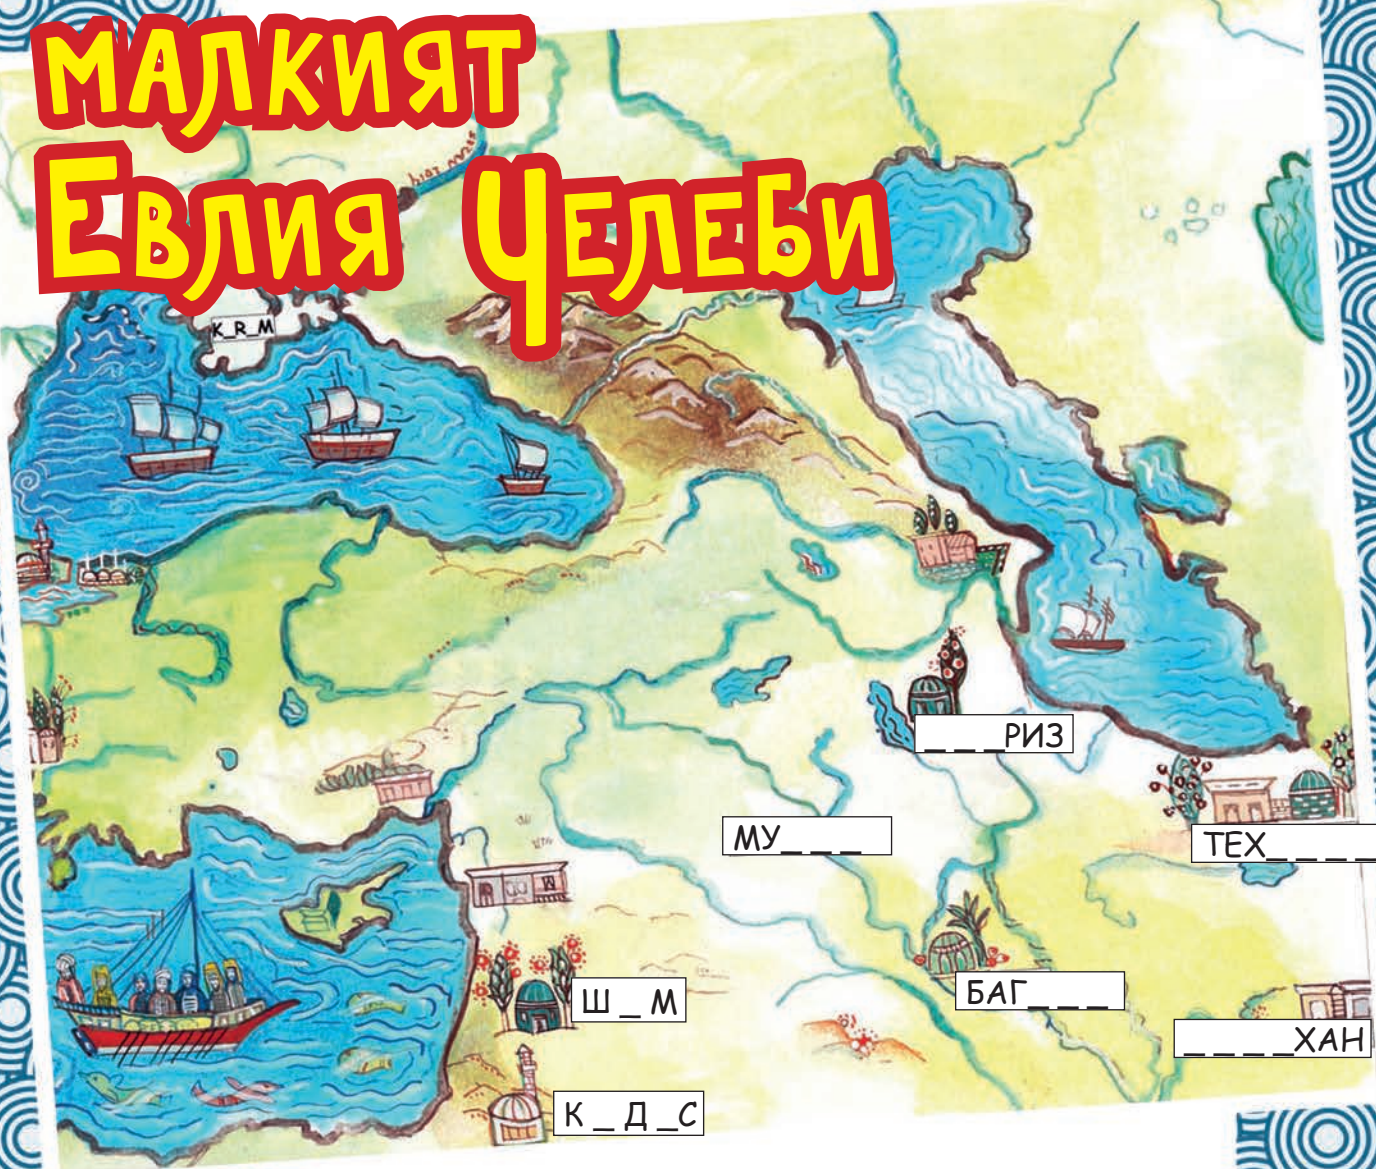 МАЛКИЯТ
ЕВЛИЯ ЧЕЛЕБИ
K_R_M
_ _ _РИЗ
МУ_ _ _
ТЕХ_ _ _ _
БАГ_ _ _
Ш _ М
_ _ _ _ХАН
К _ Д _С